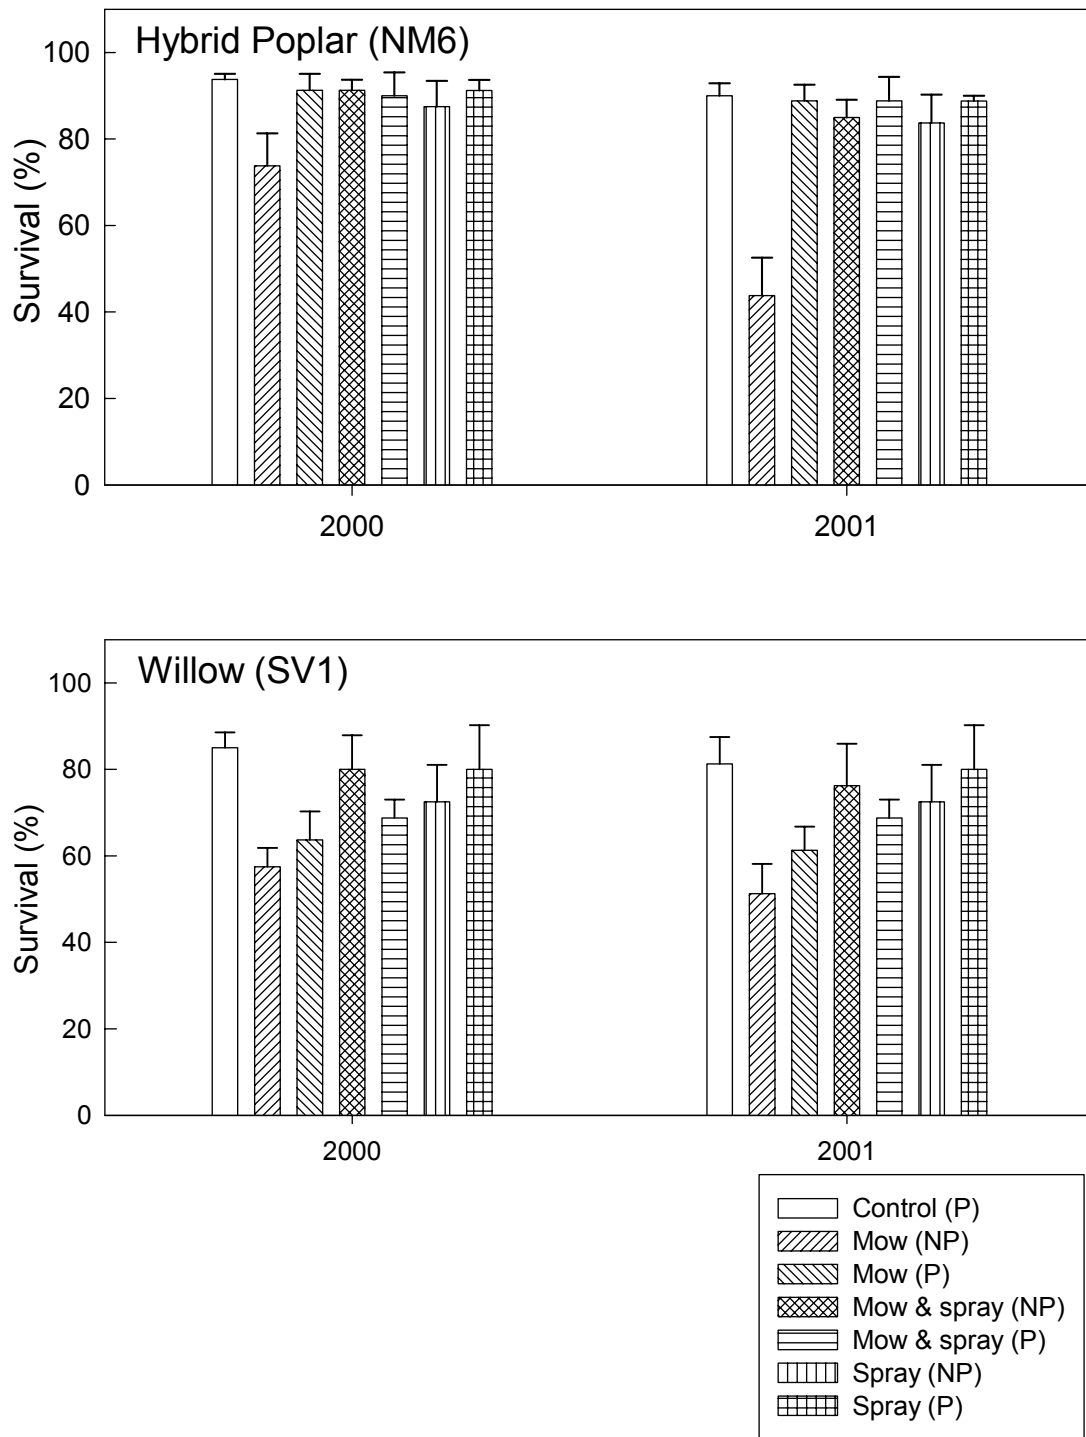 Hybrid Poplar (NM6)
Survival (%)
100
80
60
40
20
0
2000
2001
Willow (SV1)
Survival (%)
100
80
60
40
20
0
2000
2001
Control (P)
Mow (NP)
Mow (P)
Mow & spray (NP)
Mow & spray (P)
Spray (NP)
Spray (P)